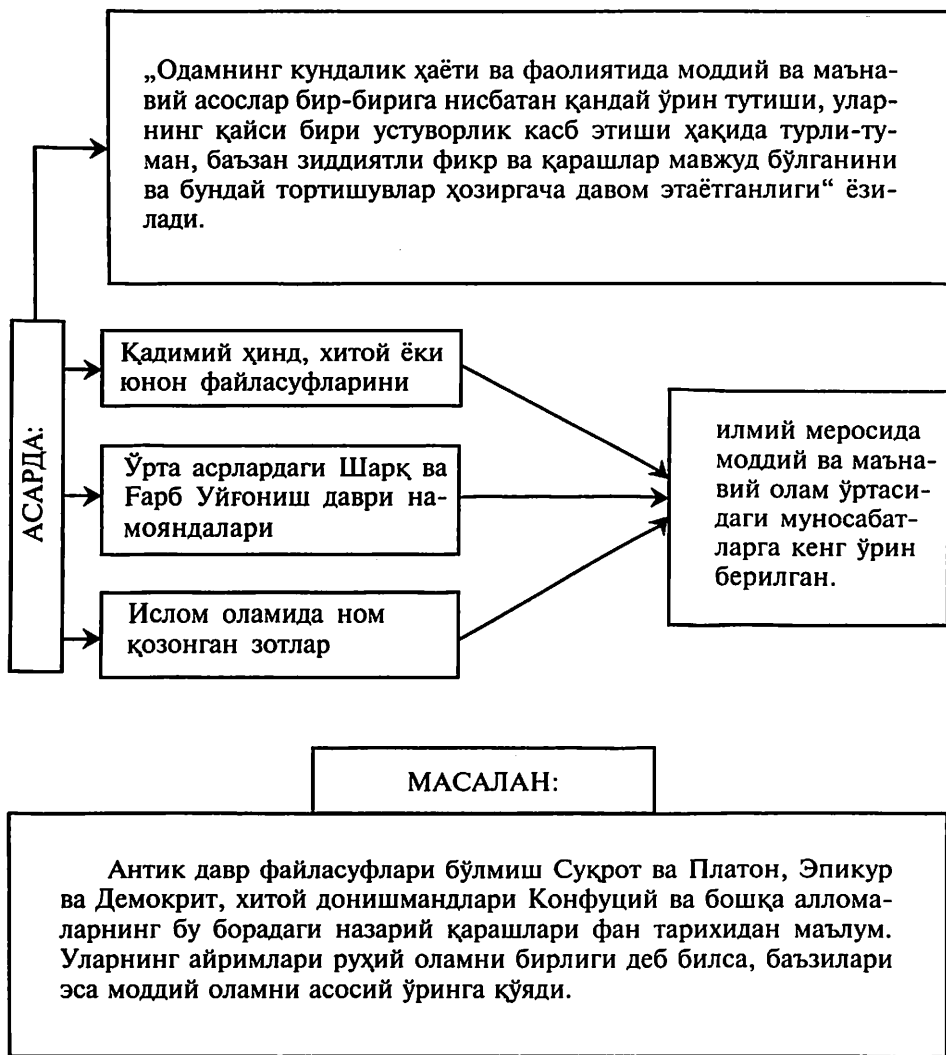 „Одамнинг кундалик ҳаёти ва фаолиятида моддий ва маъна-
вий асослар бир-бирига нисбатан қандай ўрин тутиши, улар-
нинг қайси бири устуворлик касб этиши ҳақида турли-ту-
ман, баъзан зиддиятли фикр ва қарашлар мавжуд бўлганини
ва бундай тортишувлар ҳозиргача давом этаётганлиги“ ёзи-
лади.
АСАРДА:
Қадимий ҳинд, хитой ёки
юнон файласуфларини
Ўрта асрлардаги Шарқ ва
Ғарб Уйғониш даври на-
мояндалари
Ислом оламида ном
қозонган зотлар
илмий меросида
моддий ва маъна-
вий олам ўртаси-
даги муносабат-
ларга кенг ўрин
берилган.
МАСАЛАН:
Антик давр файласуфлари бўлмиш Суқрот ва Платон, Эпикур
ва Демокрит, хитой донишмандлари Конфуций ва бошқа аллома-
ларнинг бу борадаги назарий қарашлари фан тарихидан маълум.
Уларнинг айримлари руҳий оламни бирлиги деб билса, баъзилари
эса моддий оламни асосий ўринга қўяди.